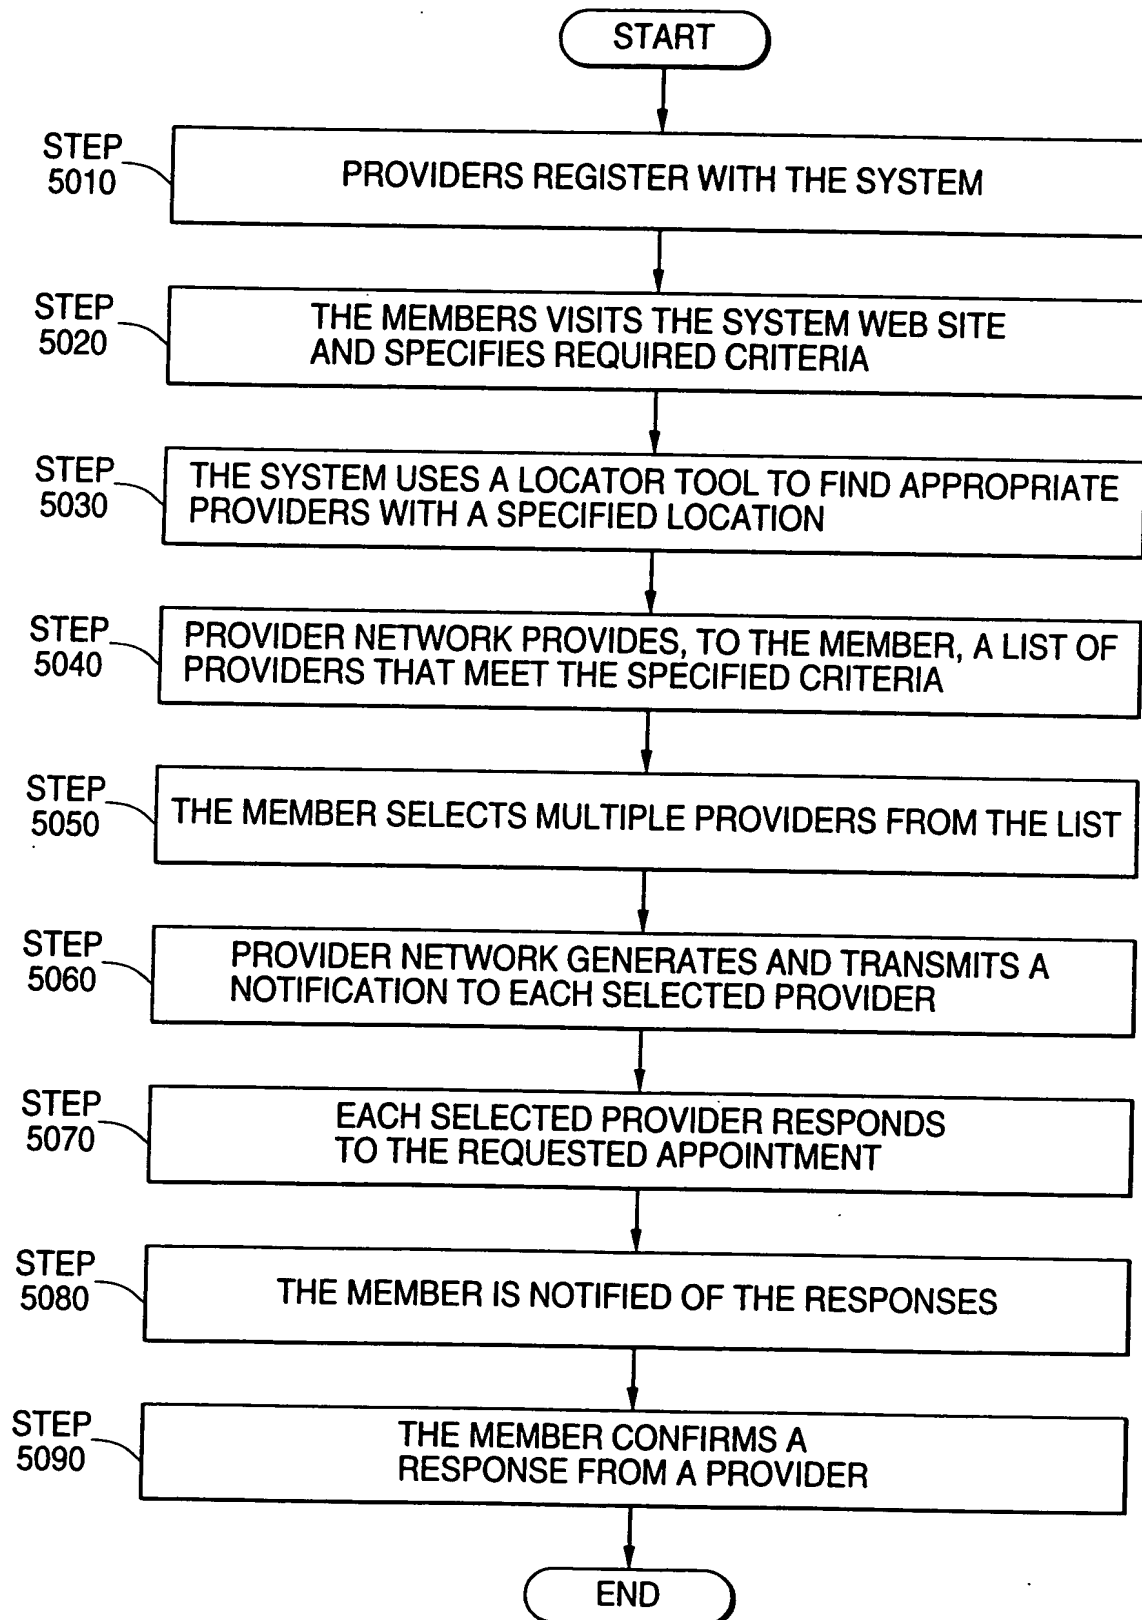 START
STEP
5010
PROVIDERS REGISTER WITH THE SYSTEM
STEP
5020
THE MEMBERS VISITS THE SYSTEM WEB SITE
AND SPECIFIES REQUIRED CRITERIA
STEP
5030
THE SYSTEM USES A LOCATOR TOOL TO FIND APPROPRIATE
PROVIDERS WITH A SPECIFIED LOCATION
STEP
5040
PROVIDER NETWORK PROVIDES, TO THE MEMBER, A LIST OF
PROVIDERS THAT MEET THE SPECIFIED CRITERIA
STEP
5050
THE MEMBER SELECTS MULTIPLE PROVIDERS FROM THE LIST
STEP
5060
PROVIDER NETWORK GENERATES AND TRANSMITS A
NOTIFICATION TO EACH SELECTED PROVIDER
STEP
5070
EACH SELECTED PROVIDER RESPONDS
TO THE REQUESTED APPOINTMENT
STEP
5080
THE MEMBER IS NOTIFIED OF THE RESPONSES
STEP
5090
THE MEMBER CONFIRMS A
RESPONSE FROM A PROVIDER
END